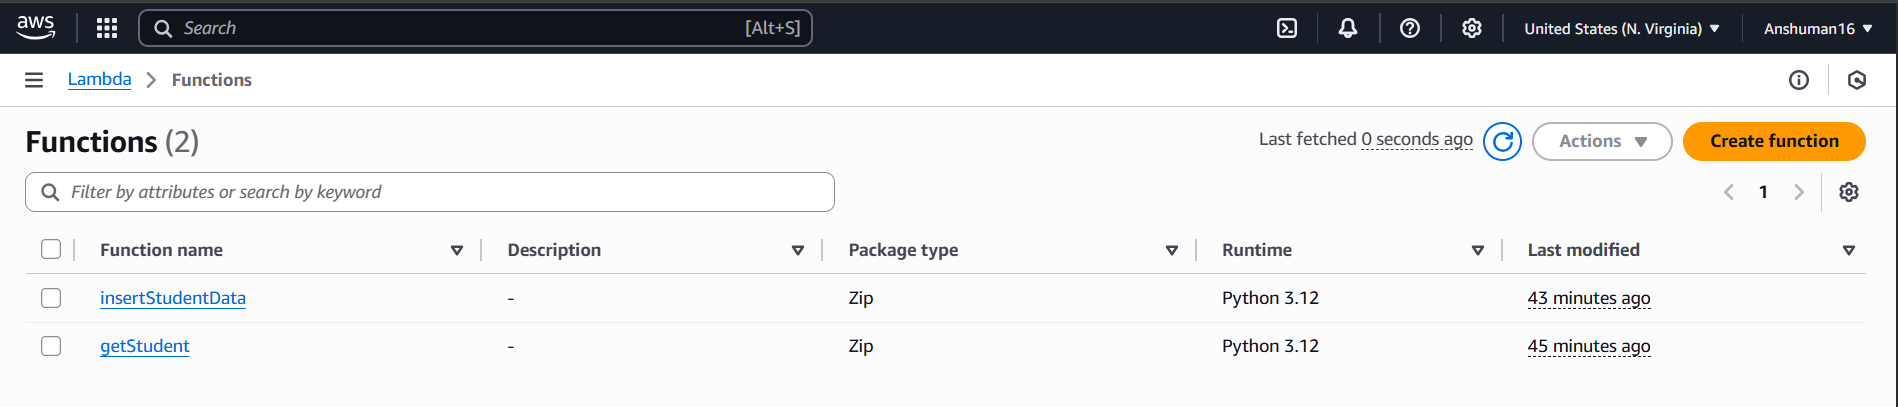 aws Search [Alt+S] United States (N. Virginia) Anshuman16
Lambda Functions
Functions (2) Last fetched 0 seconds ago Actions Create function
Filter by attributes or search by keyword 1
Function name Description Package type Runtime Last modified
insertStudentData - Zip Python 3.12 43 minutes ago
getStudent - Zip Python 3.12 45 minutes ago